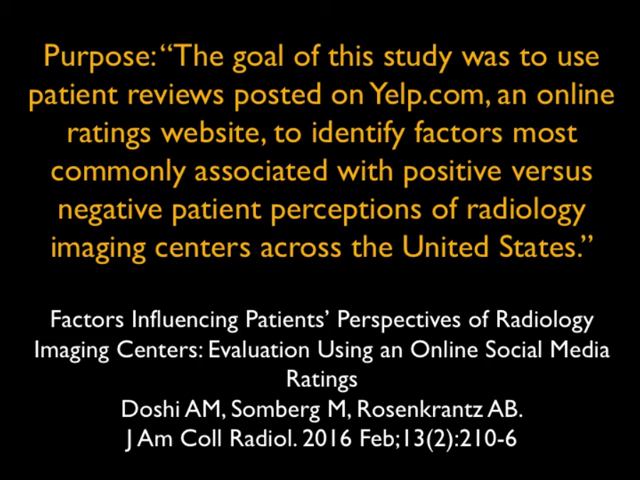 Purpose: “The goal of this study was to use
patient reviews posted on Yelp.com, an online
ratings website, to identify factors most
commonly associated with positive versus
negative patient perceptions of radiology
imaging centers across the United States.”
Factors Influencing Patients’ Perspectives of Radiology
Imaging Centers: Evaluation Using an Online Social Media
Ratings
Doshi AM, Somberg M, Rosenkrantz AB.
J Am Coll Radiol. 2016 Feb;13(2):210-6